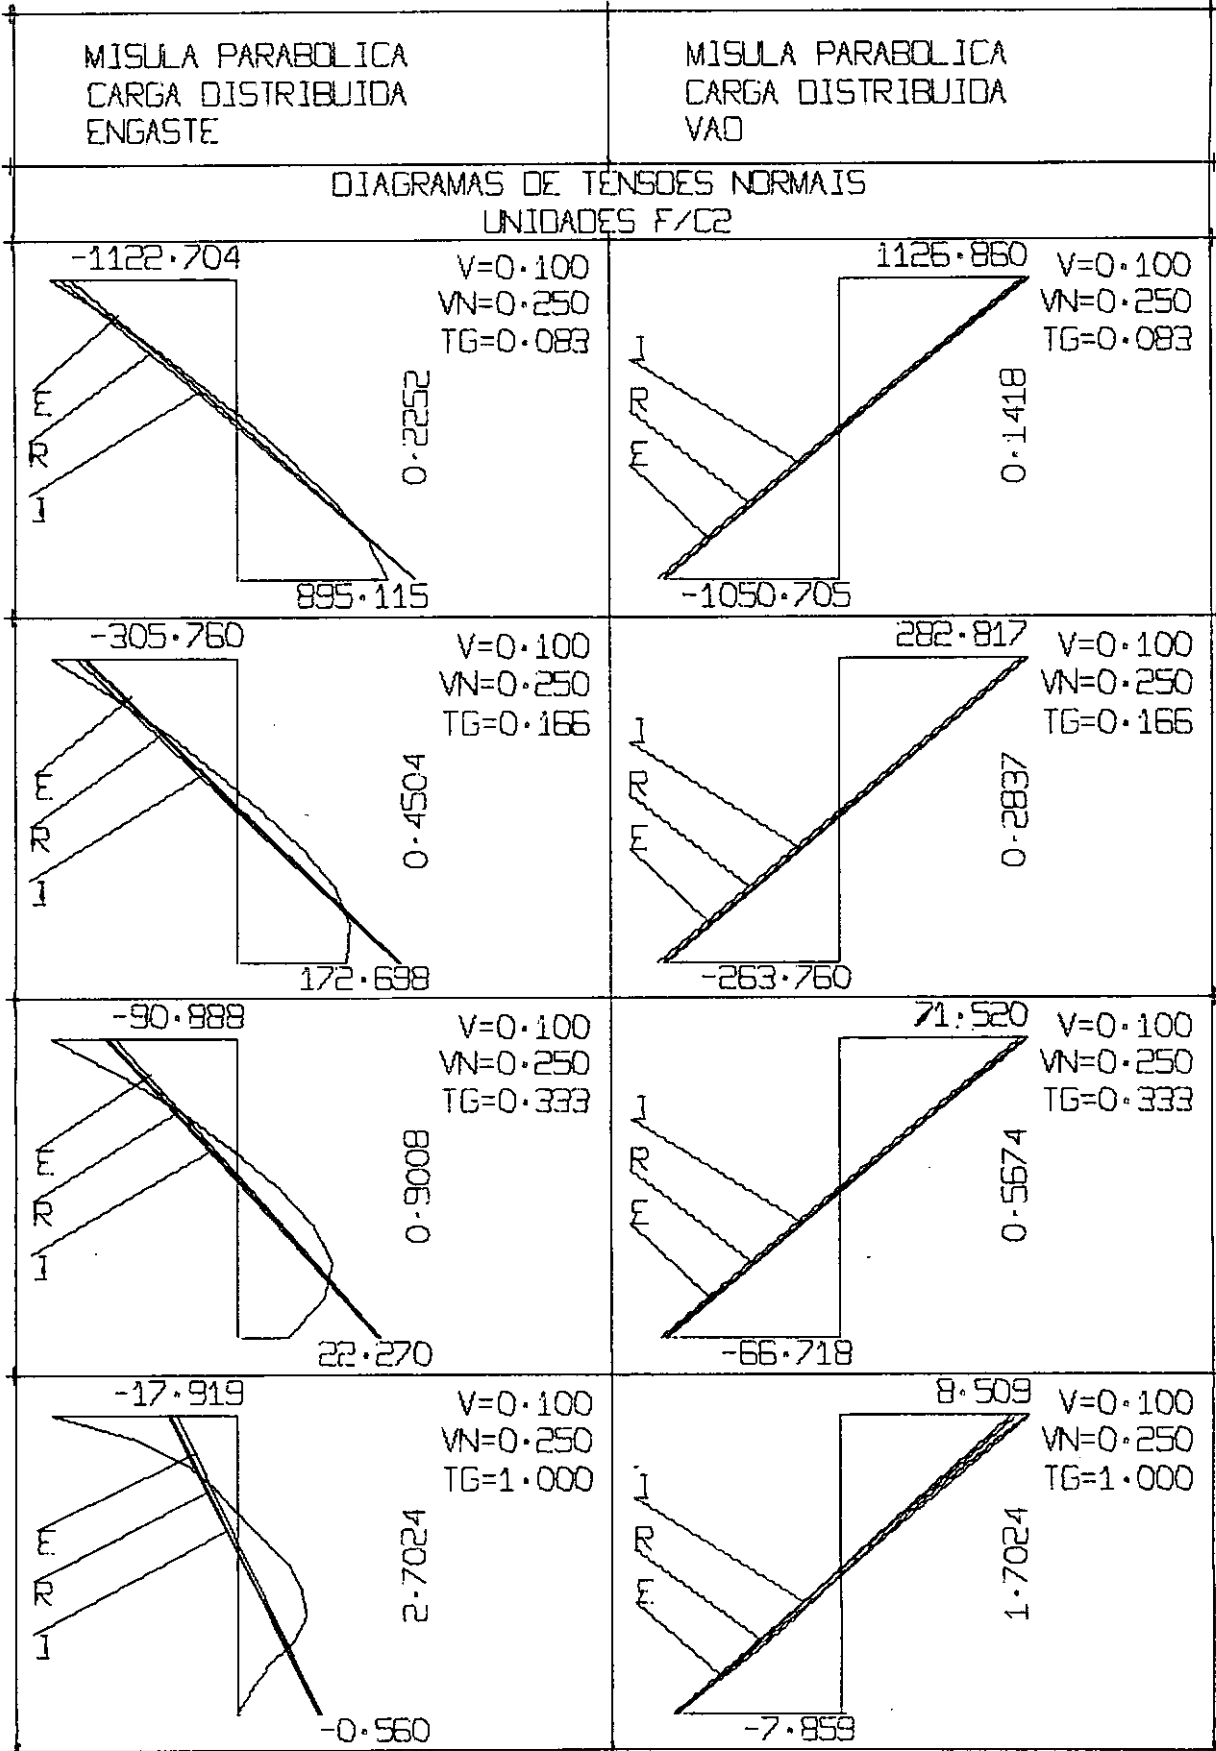 MISULA PARABOLICA
CARGA DISTRIBUIDA
ENGASTE
MISULA PARABOLICA
CARGA DISTRIBUIDA
VAO
DIAGRAMAS DE TENSOES NORMAIS
UNIDADES F/C2
-1122.704
V=0.100
VN=0.250
TG=0.083
E
R
I
0.2252
895.115
1126.860
V=0.100
VN=0.250
TG=0.083
I
R
E
0.1418
-1050.705
-305.760
V=0.100
VN=0.250
TG=0.166
E
R
I
0.4504
172.698
282.817
V=0.100
VN=0.250
TG=0.166
I
R
E
0.2837
-263.760
-90.888
V=0.100
VN=0.250
TG=0.333
E
R
I
0.9008
22.270
71.520
V=0.100
VN=0.250
TG=0.333
I
R
E
0.5674
-66.718
-17.919
V=0.100
VN=0.250
TG=1.000
E
R
I
2.7024
-0.560
8.509
V=0.100
VN=0.250
TG=1.000
I
R
E
1.7024
-7.859